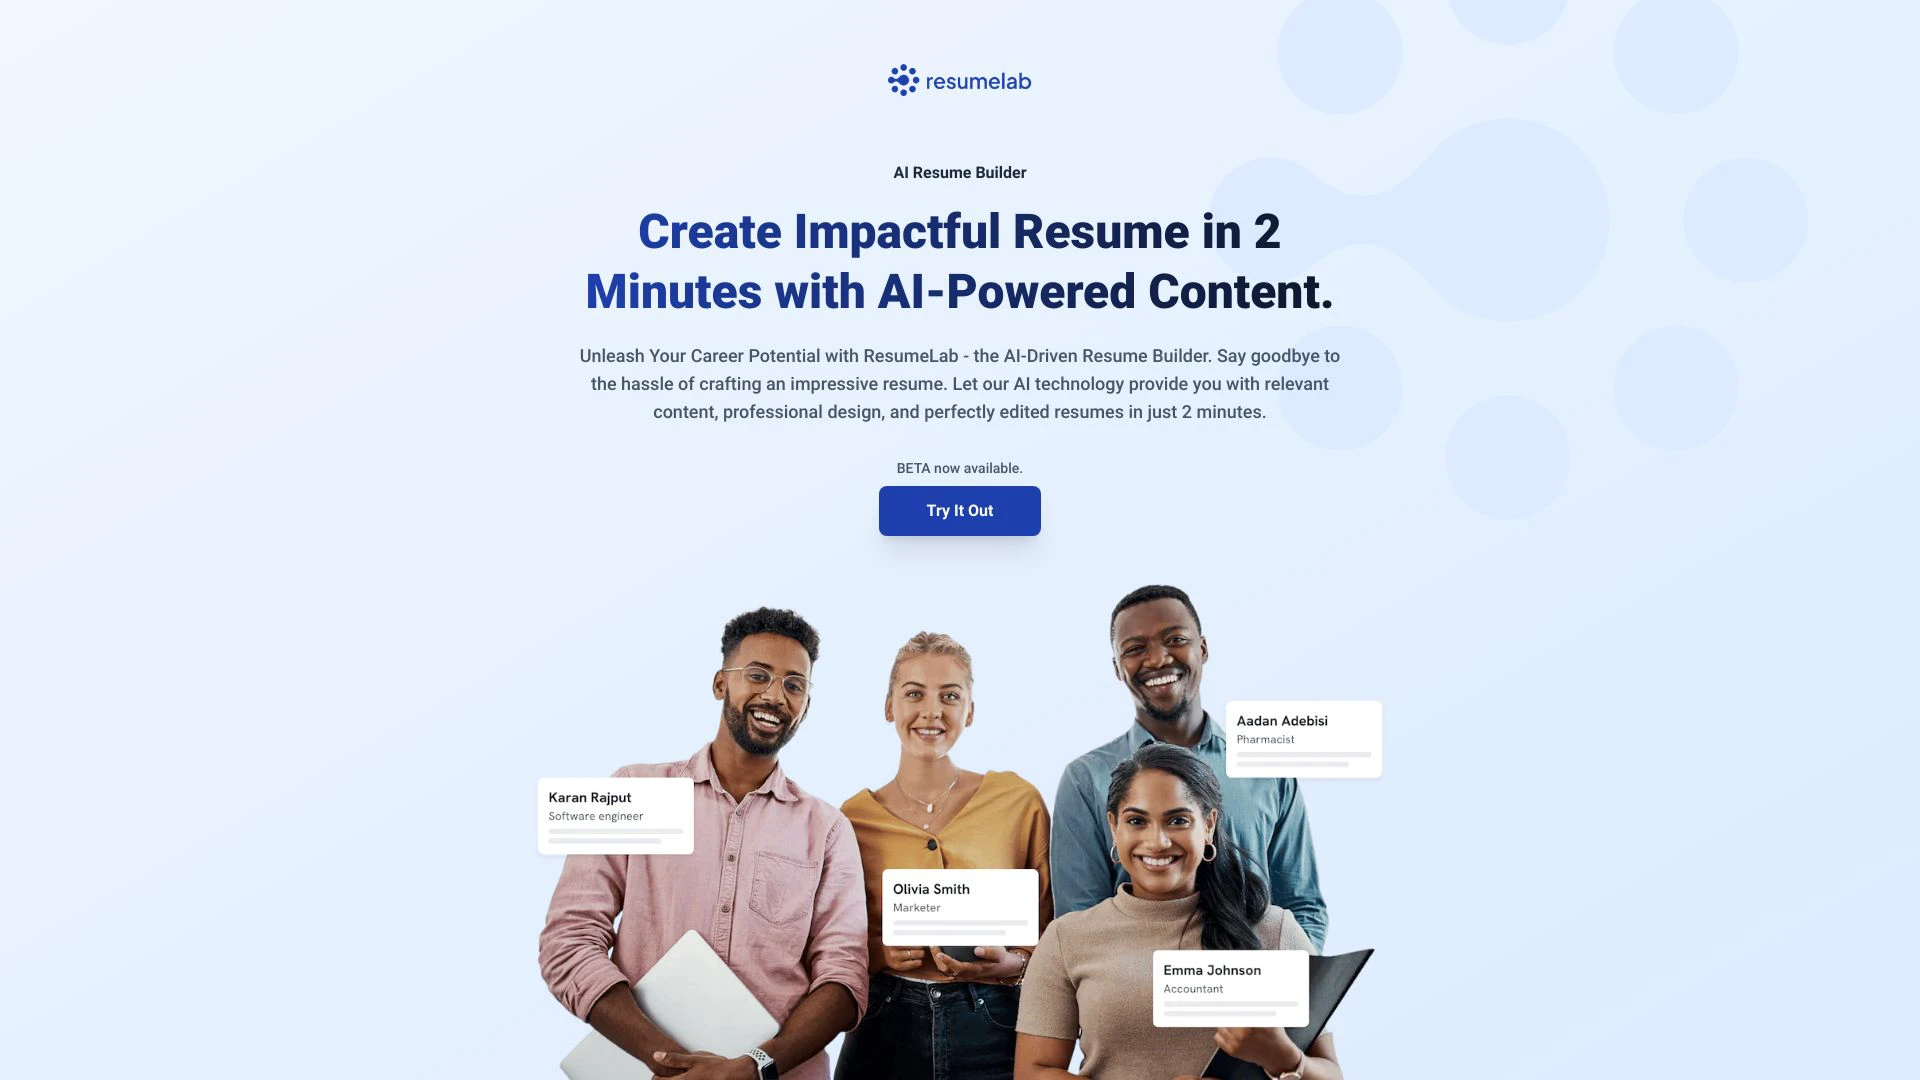 resumelab
AI Resume Builder
Create Impactful Resume in 2
Minutes with AI-Powered Content.
Unleash Your Career Potential with ResumeLab - the AI-Driven Resume Builder. Say goodbye to
the hassle of crafting an impressive resume. Let our AI technology provide you with relevant
content, professional design, and perfectly edited resumes in just 2 minutes.
BETA now available.
Try It Out
Aadan Adebisi
Pharmacist
Karan Rajput
Software engineer
Olivia Smith
Marketer
Emma Johnson
Accountant